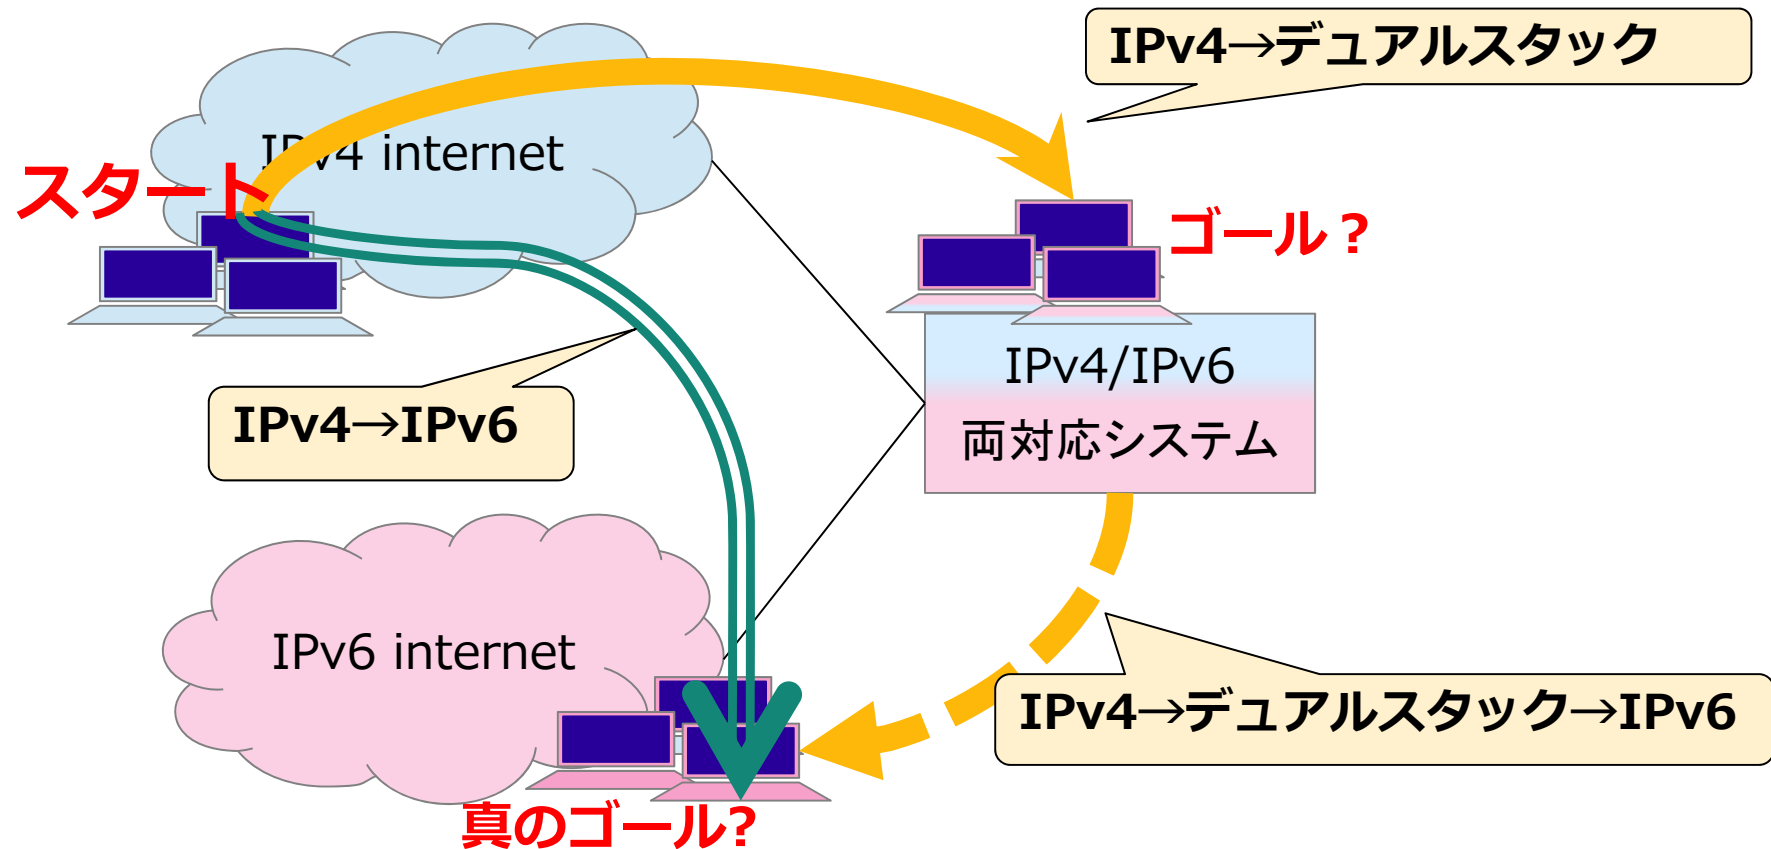 IPv4→デュアルスタック
IPv4 internet
スタート
ゴール？
IPv4/IPv6
両対応システム
IPv4→IPv6
IPv6 internet
IPv4→デュアルスタック→IPv6
真のゴール?